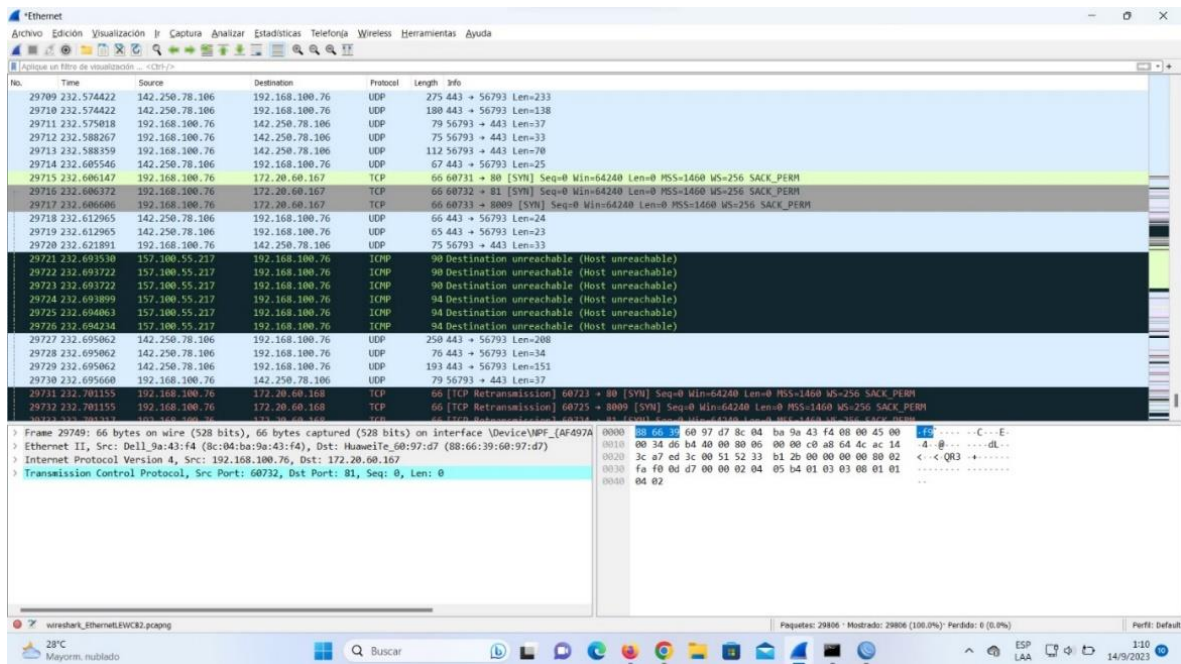 *Ethernet
Archivo Edición Visualización Ir Captura Analizar Estadísticas Telefonía Wireless Herramientas Ayuda
Aplique un filtro de visualización ... <Ctrl-/>
No. Time Source Destination Protocol Length Info
29709 232.574422 142.250.78.106 192.168.100.76 UDP 275 443 → 56793 Len=233
29710 232.574422 142.250.78.106 192.168.100.76 UDP 180 443 → 56793 Len=138
29711 232.575018 192.168.100.76 142.250.78.106 UDP 79 56793 → 443 Len=37
29712 232.588267 192.168.100.76 142.250.78.106 UDP 75 56793 → 443 Len=33
29713 232.588359 192.168.100.76 142.250.78.106 UDP 112 56793 → 443 Len=70
29714 232.605546 142.250.78.106 192.168.100.76 UDP 67 443 → 56793 Len=25
29715 232.606147 192.168.100.76 172.20.60.167 TCP 66 60731 → 80 [SYN] Seq=0 Win=64240 Len=0 MSS=1460 WS=256 SACK_PERM
29716 232.606372 192.168.100.76 172.20.60.167 TCP 66 60732 → 81 [SYN] Seq=0 Win=64240 Len=0 MSS=1460 WS=256 SACK_PERM
29717 232.606606 192.168.100.76 172.20.60.167 TCP 66 60733 → 8009 [SYN] Seq=0 Win=64240 Len=0 MSS=1460 WS=256 SACK_PERM
29718 232.612965 142.250.78.106 192.168.100.76 UDP 66 443 → 56793 Len=24
29719 232.612965 142.250.78.106 192.168.100.76 UDP 65 443 → 56793 Len=23
29720 232.621891 192.168.100.76 142.250.78.106 UDP 75 56793 → 443 Len=33
29721 232.693530 157.100.55.217 192.168.100.76 ICMP 90 Destination unreachable (Host unreachable)
29722 232.693722 157.100.55.217 192.168.100.76 ICMP 90 Destination unreachable (Host unreachable)
29723 232.693722 157.100.55.217 192.168.100.76 ICMP 90 Destination unreachable (Host unreachable)
29724 232.693899 157.100.55.217 192.168.100.76 ICMP 94 Destination unreachable (Host unreachable)
29725 232.694063 157.100.55.217 192.168.100.76 ICMP 94 Destination unreachable (Host unreachable)
29726 232.694234 157.100.55.217 192.168.100.76 ICMP 94 Destination unreachable (Host unreachable)
29727 232.695062 142.250.78.106 192.168.100.76 UDP 250 443 → 56793 Len=208
29728 232.695062 142.250.78.106 192.168.100.76 UDP 76 443 → 56793 Len=34
29729 232.695062 142.250.78.106 192.168.100.76 UDP 193 443 → 56793 Len=151
29730 232.695660 192.168.100.76 142.250.78.106 UDP 79 56793 → 443 Len=37
29731 232.701155 192.168.100.76 172.20.60.168 TCP 66 [TCP Retransmission] 60723 → 80 [SYN] Seq=0 Win=64240 Len=0 MSS=1460 WS=256 SACK_PERM
29732 232.701155 192.168.100.76 172.20.60.168 TCP 66 [TCP Retransmission] 60725 → 8009 [SYN] Seq=0 Win=64240 Len=0 MSS=1460 WS=256 SACK_PERM
Frame 29749: 66 bytes on wire (528 bits), 66 bytes captured (528 bits) on interface \Device\NPF_{AF497A
Ethernet II, Src: Dell_9a:43:f4 (8c:04:ba:9a:43:f4), Dst: HuaweiTe_60:97:d7 (88:66:39:60:97:d7)
Internet Protocol Version 4, Src: 192.168.100.76, Dst: 172.20.60.167
Transmission Control Protocol, Src Port: 60732, Dst Port: 81, Seq: 0, Len: 0
0000 88 66 39 60 97 d7 8c 04 ba 9a 43 f4 08 00 45 00 ·f9`···· ··C···E·
0010 00 34 d6 b4 40 00 80 06 00 00 c0 a8 64 4c ac 14 ·4··@··· ····dL··
0020 3c a7 ed 3c 00 51 52 33 b1 2b 00 00 00 00 80 02 <··<·QR3 ·+······
0030 fa f0 0d d7 00 00 02 04 05 b4 01 03 03 08 01 01 ········ ········
0040 04 02 ··
wireshark_EthernetLEWCB2.pcapng Paquetes: 29806 · Mostrado: 29806 (100.0%) · Perdido: 0 (0.0%) Perfil: Default
28°C
Mayorm. nublado
Buscar
ESP
LAA
1:10
14/9/2023